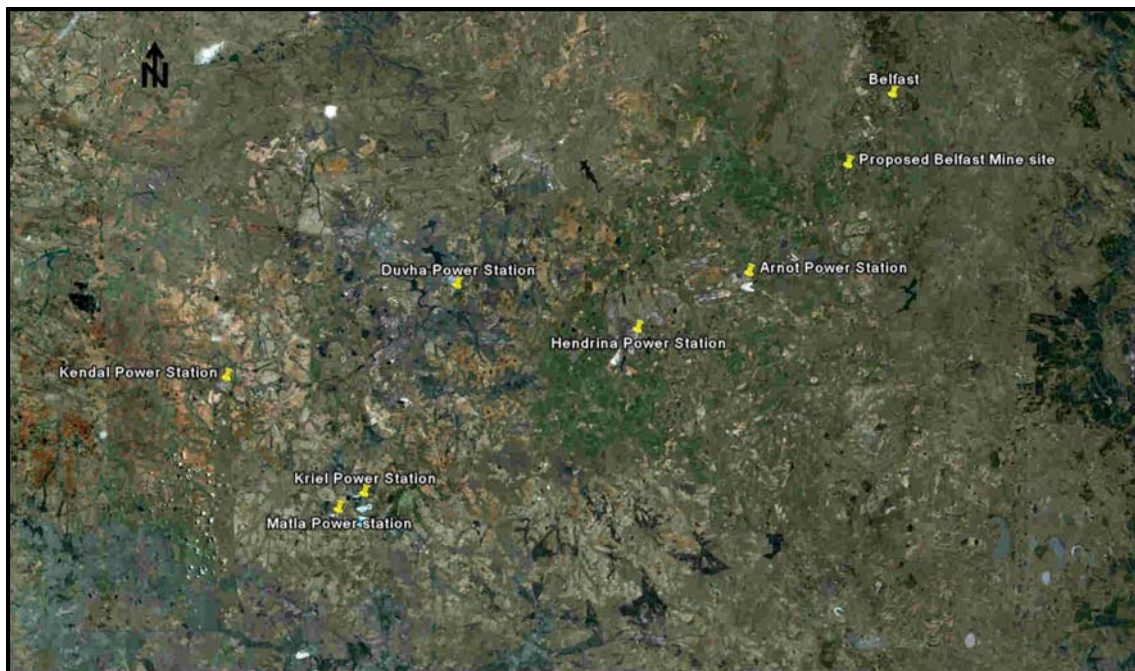 N
Belfast
Proposed Belfast Mine site
Duvha Power Station
Arnot Power Station
Hendrina Power Station
Kendal Power Station
Kriel Power Station
Matla Power station